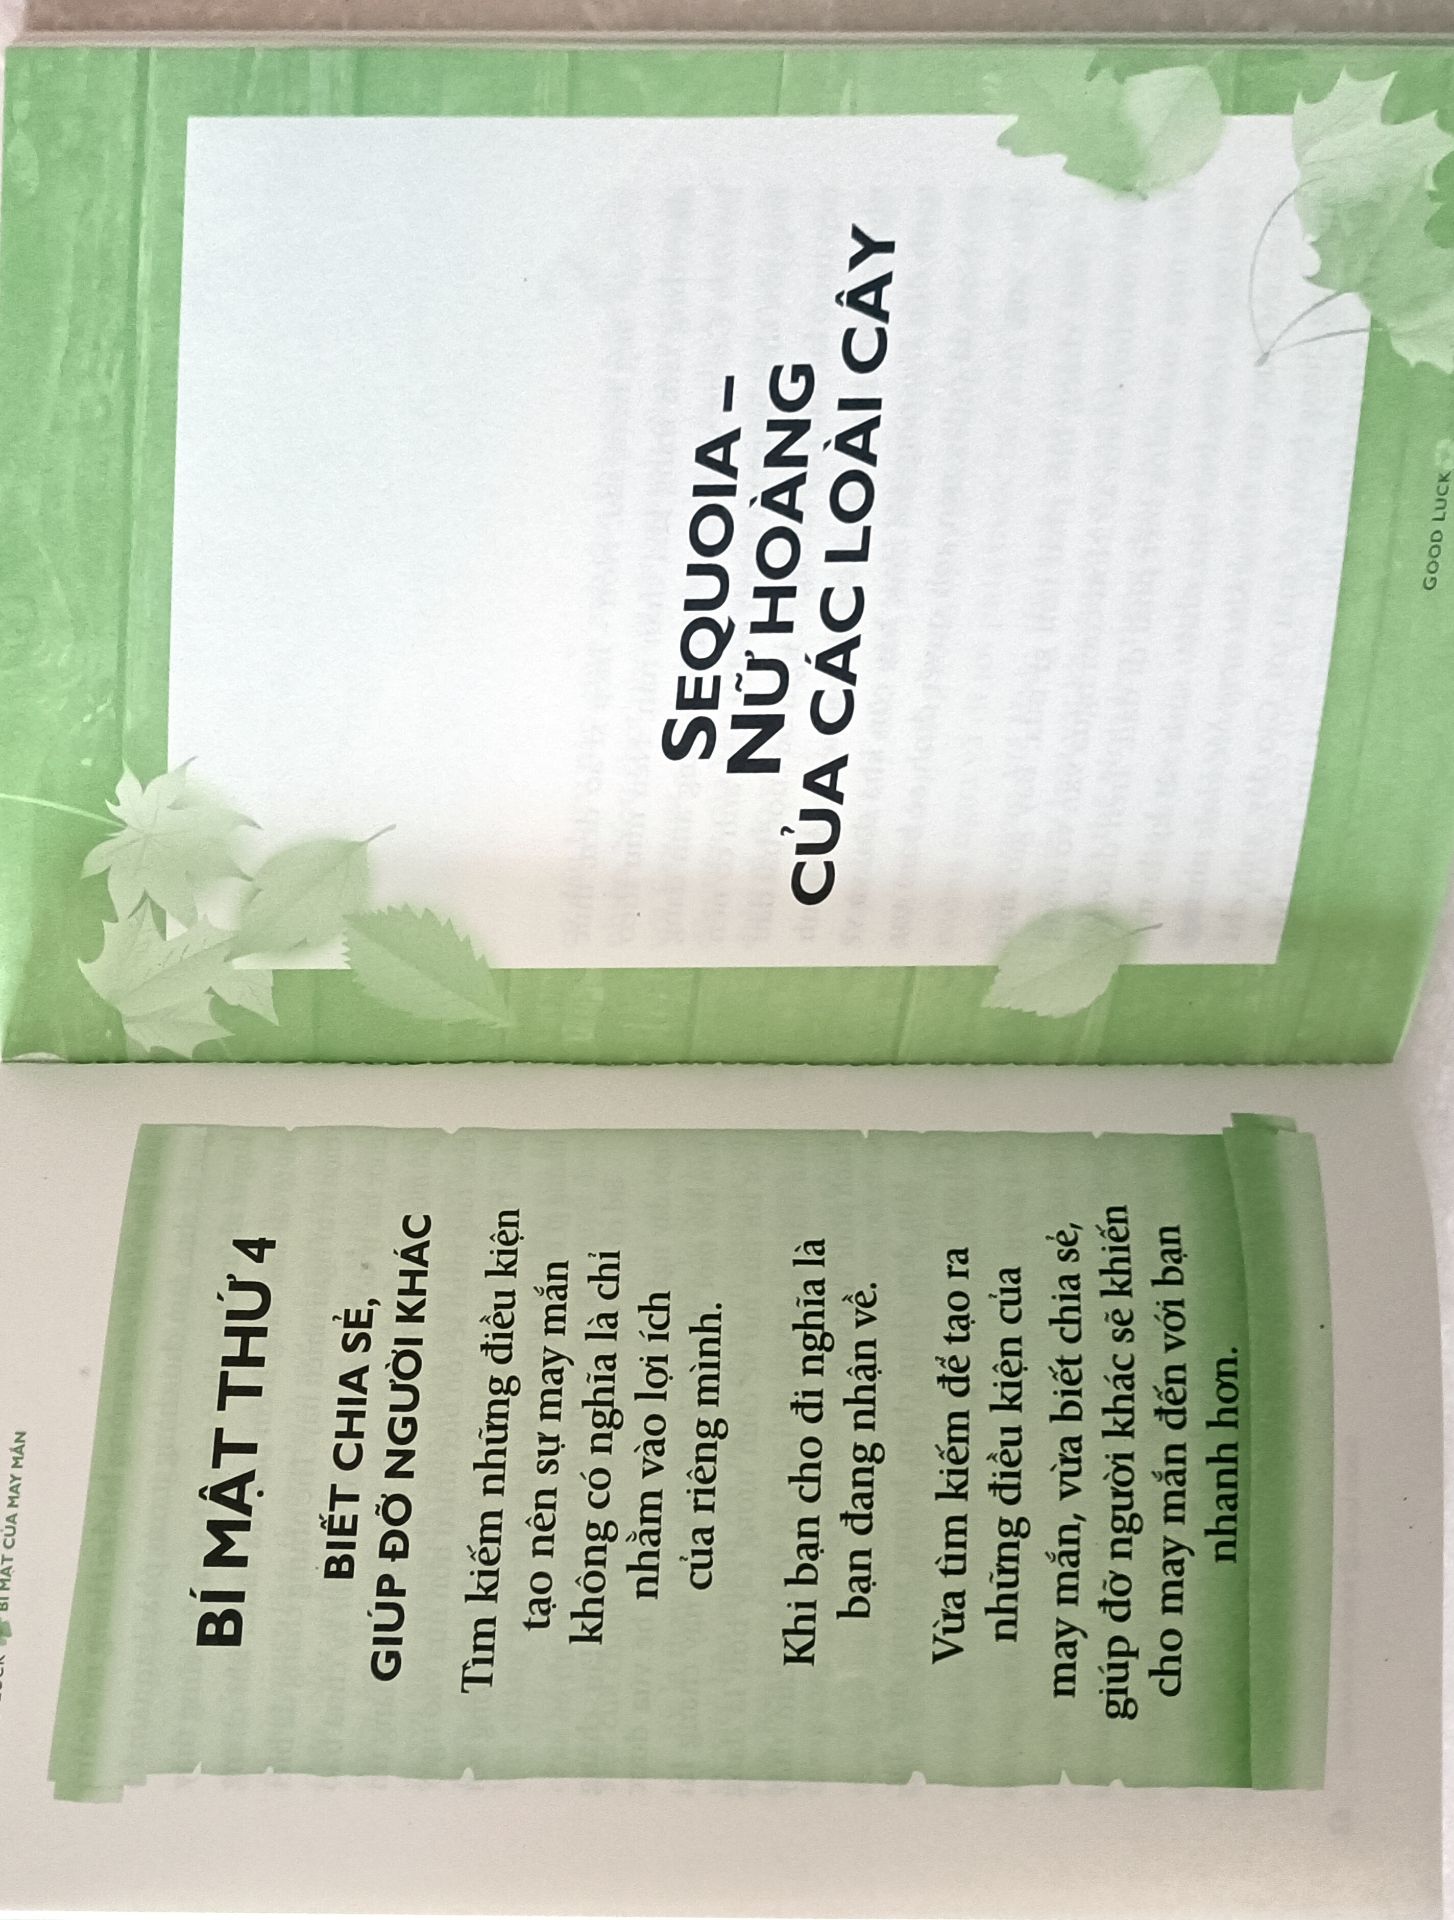 LUCK BÍ MẬT CỦA MAY MẮN
BÍ MẬT THỨ 4
BIẾT CHIA SẺ,
GIÚP ĐỠ NGƯỜI KHÁC
Tìm kiếm những điều kiện
tạo nên sự may mắn
không có nghĩa là chỉ
nhằm vào lợi ích
của riêng mình.
Khi bạn cho đi nghĩa là
bạn đang nhận về.
Vừa tìm kiếm để tạo ra
những điều kiện của
may mắn, vừa biết chia sẻ,
giúp đỡ người khác sẽ khiến
cho may mắn đến với bạn
nhanh hơn.
SEQUOIA –
NỮ HOÀNG
CỦA CÁC LOÀI CÂY
GOOD LUCK